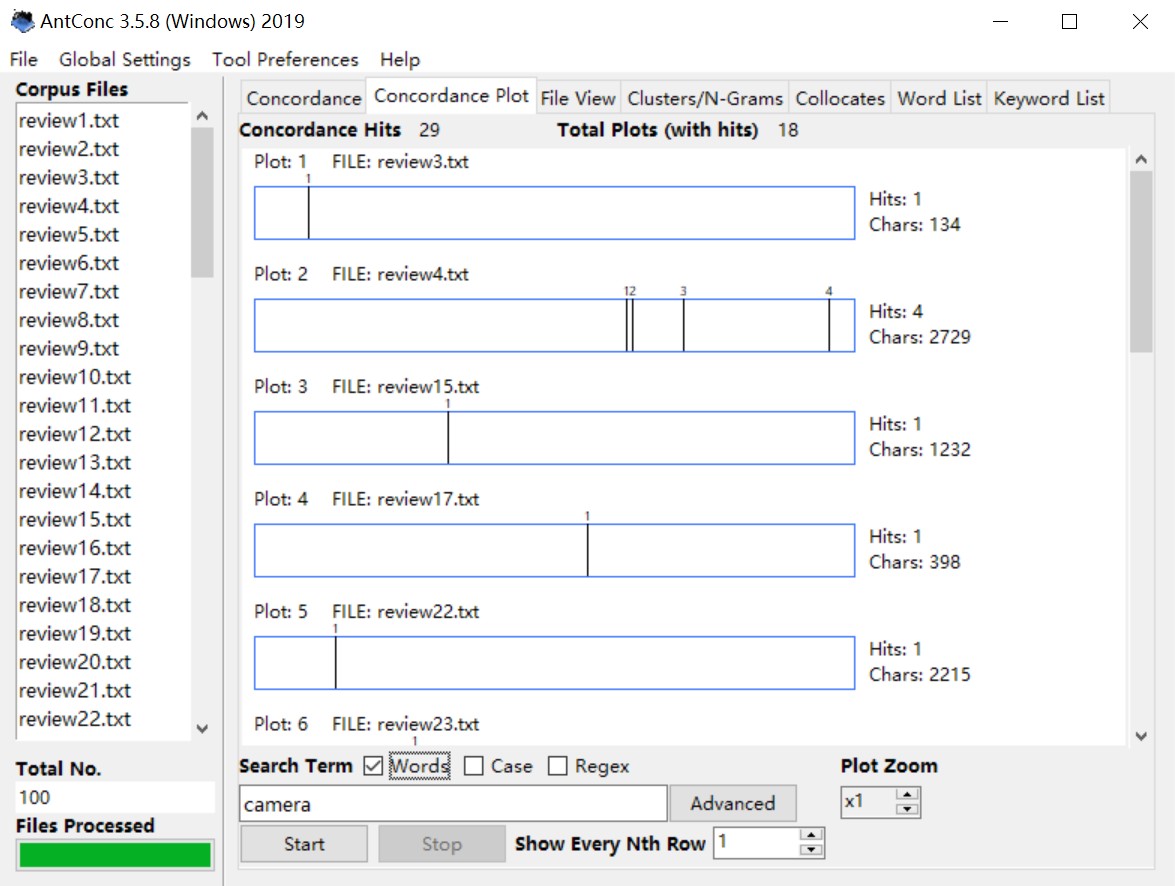 AntConc 3.5.8 (Windows) 2019
File Global Settings Tool Preferences Help
Corpus Files
review1.txt
review2.txt
review3.txt
review4.txt
review5.txt
review6.txt
review7.txt
review8.txt
review9.txt
review10.txt
review11.txt
review12.txt
review13.txt
review14.txt
review15.txt
review16.txt
review17.txt
review18.txt
review19.txt
review20.txt
review21.txt
review22.txt
Total No.
100
Files Processed
Concordance Concordance Plot File View Clusters/N-Grams Collocates Word List Keyword List
Concordance Hits 29 Total Plots (with hits) 18
Plot: 1 FILE: review3.txt
1
Hits: 1
Chars: 134
Plot: 2 FILE: review4.txt
12 3 4
Hits: 4
Chars: 2729
Plot: 3 FILE: review15.txt
1
Hits: 1
Chars: 1232
Plot: 4 FILE: review17.txt
1
Hits: 1
Chars: 398
Plot: 5 FILE: review22.txt
1
Hits: 1
Chars: 2215
Plot: 6 FILE: review23.txt
1
Search Term Words Case Regex Plot Zoom
camera Advanced x1
Start Stop Show Every Nth Row 1